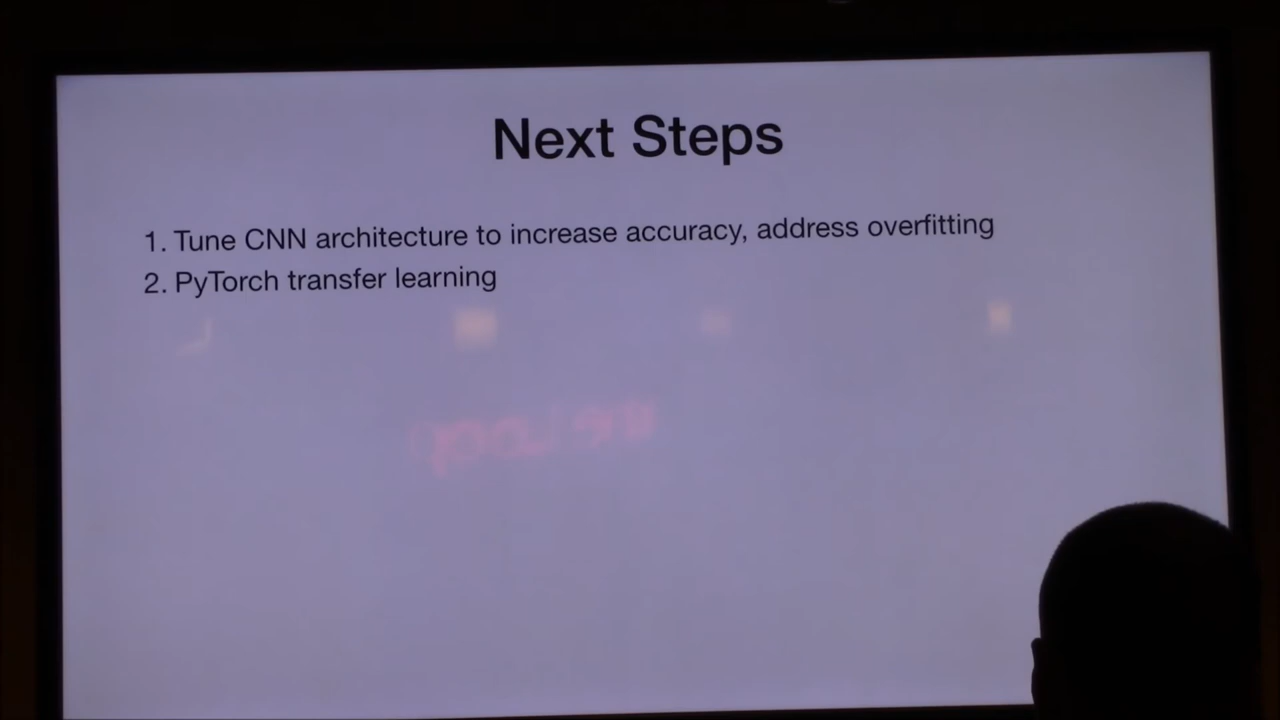 Next Steps
1. Tune CNN architecture to increase accuracy, address overfitting
2. PyTorch transfer learning